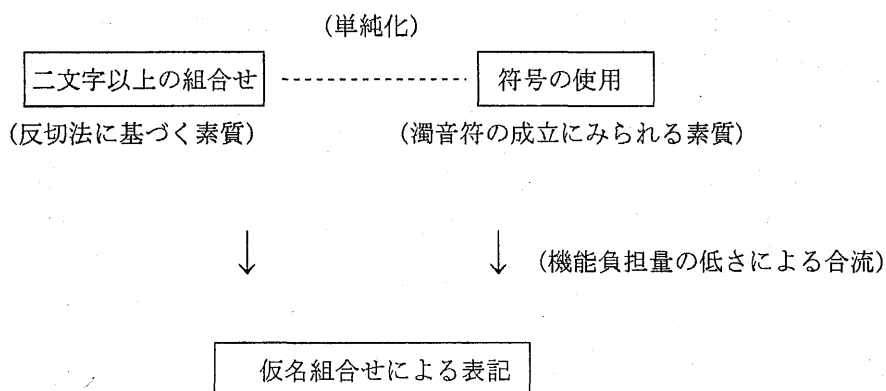 (単純化)
二文字以上の組合せ
符号の使用
(反切法に基づく素質)
(濁音符の成立にみられる素質)
↓
↓
(機能負担量の低さによる合流)
仮名組合せによる表記